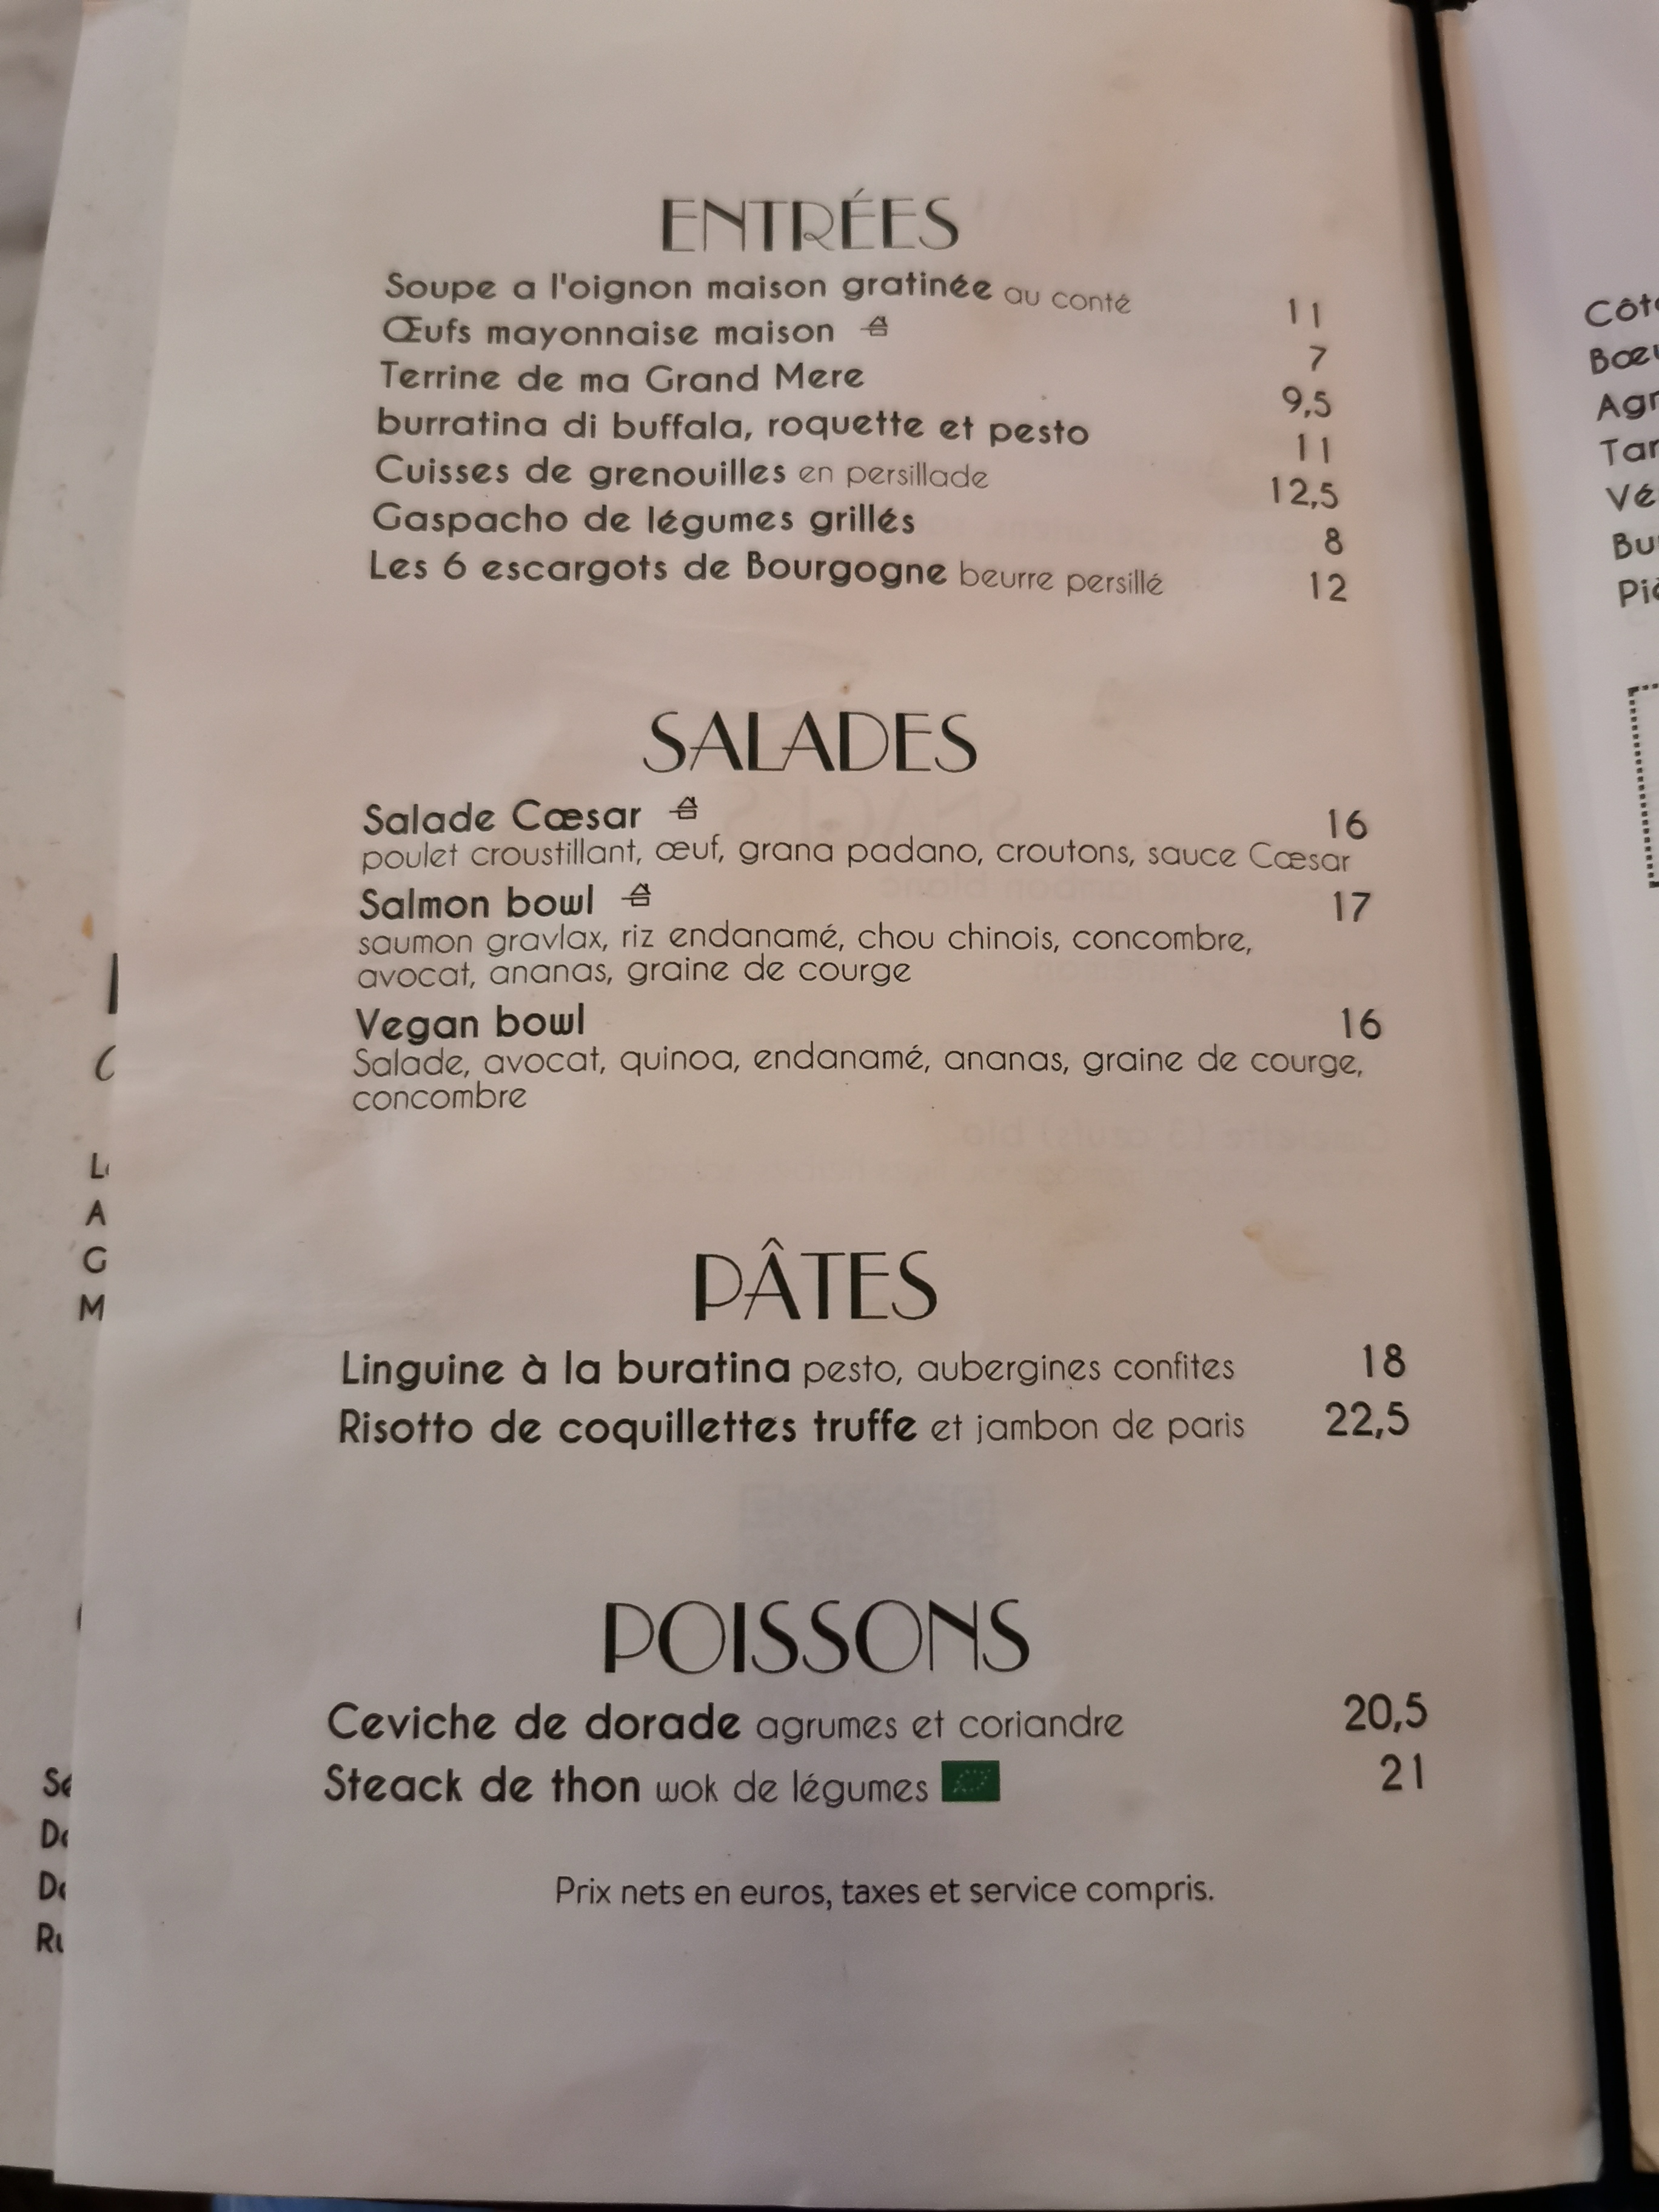 ENTRÉES
Soupe a l'oignon maison gratinée au conté 11
Œufs mayonnaise maison 7
Terrine de ma Grand Mere 9,5
burratina di buffala, roquette et pesto 11
Cuisses de grenouilles en persillade 12,5
Gaspacho de légumes grillés 8
Les 6 escargots de Bourgogne beurre persillé 12
SALADES
Salade Cœsar 16
poulet croustillant, œuf, grana padano, croutons, sauce Cœsar
Salmon bowl 17
saumon gravlax, riz endanamé, chou chinois, concombre,
avocat, ananas, graine de courge
Vegan bowl 16
Salade, avocat, quinoa, endanamé, ananas, graine de courge,
concombre
PÂTES
Linguine à la buratina pesto, aubergines confites 18
Risotto de coquillettes truffe et jambon de paris 22,5
POISSONS
Ceviche de dorade agrumes et coriandre 20,5
Steack de thon wok de légumes 21
Prix nets en euros, taxes et service compris.